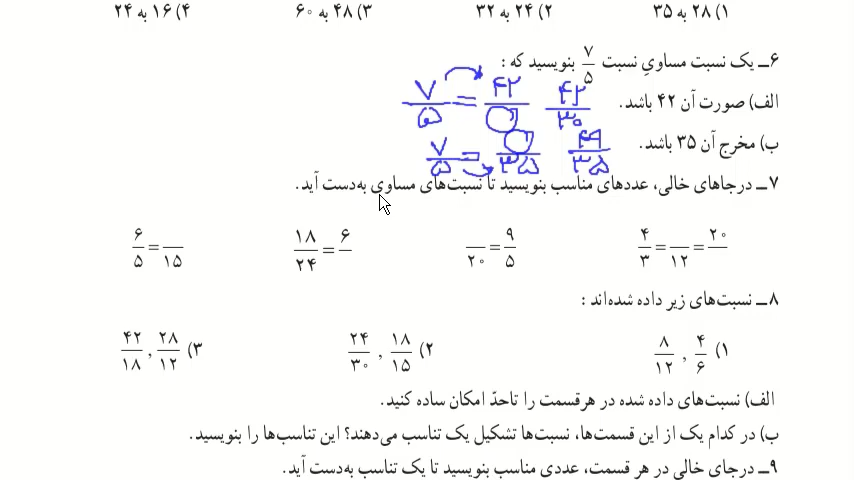 ۱) ۲۸ به ۳۵ ۲) ۲۴ به ۳۲ ۳) ۴۸ به ۶۰ ۴) ۱۶ به ۲۴
۶ــ یک نسبت مساویِ نسبت ۷/۵ بنویسید که :
الف) صورت آن ۴۲ باشد. ۴۲/۳۰ ۷/۵ = ۴۲/
ب) مخرج آن ۳۵ باشد. ۴۹/۳۵ ۷/۵ = /۳۵
۷ــ درجاهای خالی، عددهای مناسب بنویسید تا نسبت‌های مساوی به‌دست آید.
۴/۳ = /۱۲ = ۲۰/ /۲۰ = ۹/۵ ۱۸/۲۴ = ۶/ ۶/۵ = /۱۵
۸ــ نسبت‌های زیر داده شده‌اند :
۱) ۴/۶ , ۸/۱۲ ۲) ۱۸/۱۵ , ۲۴/۳۰ ۳) ۲۸/۱۲ , ۴۲/۱۸
الف) نسبت‌های داده شده در هرقسمت را تاحدّ امکان ساده کنید.
ب) در کدام یک از این قسمت‌ها، نسبت‌ها تشکیل یک تناسب می‌دهند؟ این تناسب‌ها را بنویسید.
۹ــ درجای خالی در هر قسمت، عددی مناسب بنویسید تا یک تناسب به‌دست آید.